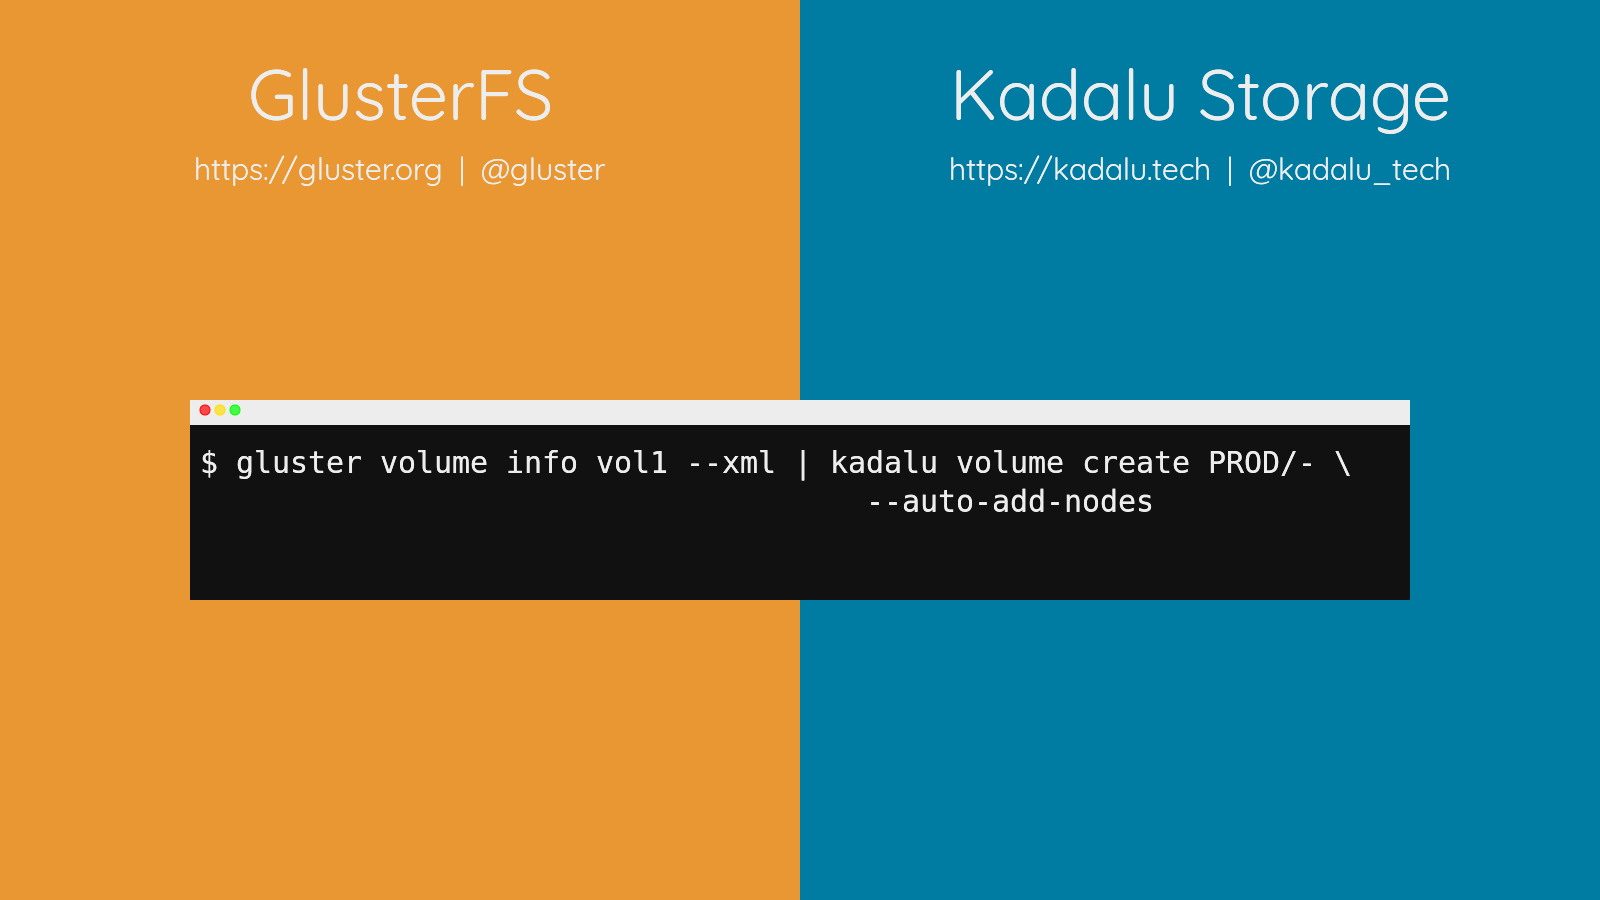 GlusterFS
https://gluster.org | @gluster
Kadalu Storage
https://kadalu.tech | @kadalu_tech
$ gluster volume info vol1 --xml | kadalu volume create PROD/- \
--auto-add-nodes